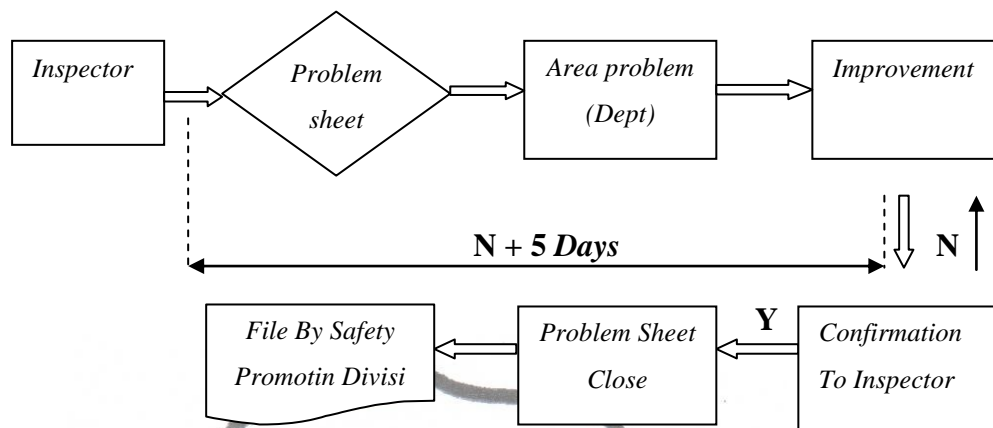 Inspector
Problem
sheet
Area problem
(Dept)
Improvement
N + 5 Days
N
File By Safety
Promotin Divisi
Problem Sheet
Close
Y
Confirmation
To Inspector